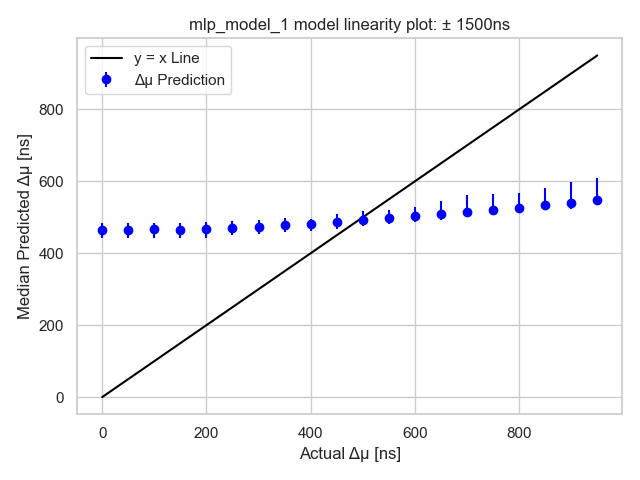 mlp_model_1 model linearity plot: ± 1500ns
y = x Line
Δμ Prediction
Median Predicted Δμ [ns]
800
600
400
200
0
0 200 400 600 800
Actual Δμ [ns]